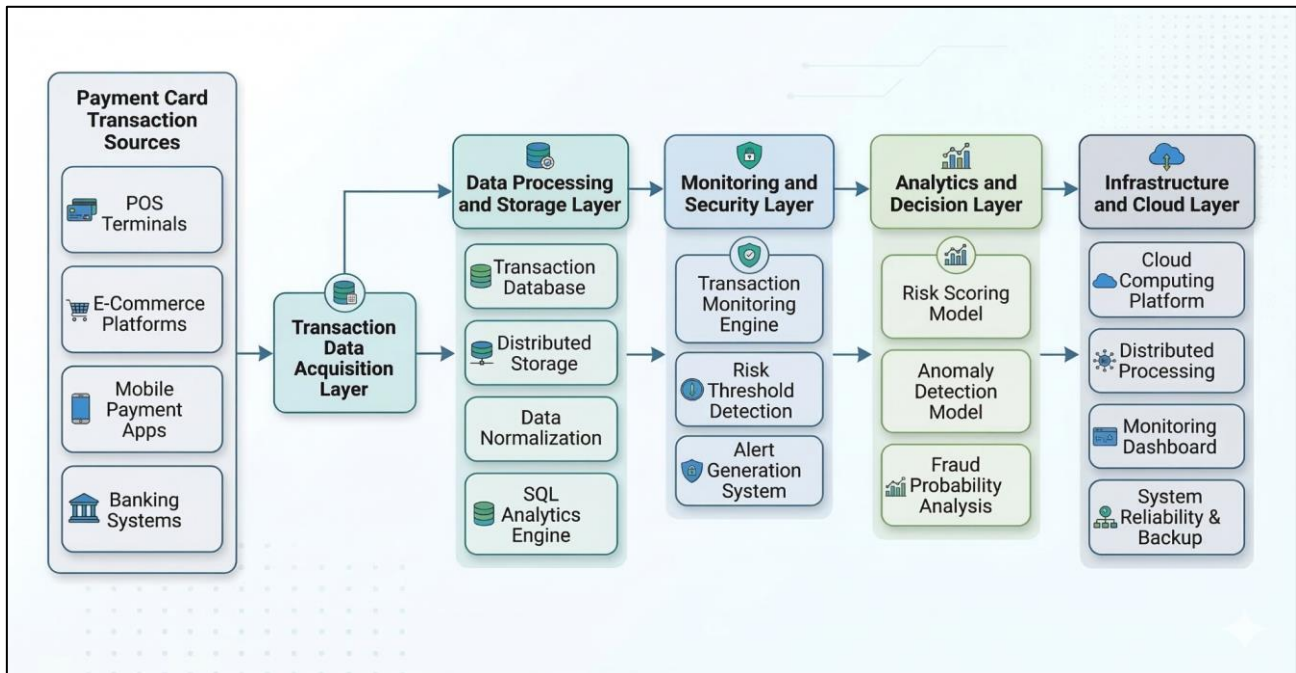 Payment Card
Transaction
Sources
POS
Terminals
E-Commerce
Platforms
Mobile
Payment
Apps
Banking
Systems
Transaction
Data
Acquisition
Layer
Data Processing
and Storage Layer
Transaction
Database
Distributed
Storage
Data
Normalization
SQL
Analytics
Engine
Monitoring and
Security Layer
Transaction
Monitoring
Engine
Risk
Threshold
Detection
Alert
Generation
System
Analytics and
Decision Layer
Risk Scoring
Model
Anomaly
Detection
Model
Fraud
Probability
Analysis
Infrastructure
and Cloud Layer
Cloud
Computing
Platform
Distributed
Processing
Monitoring
Dashboard
System
Reliability &
Backup